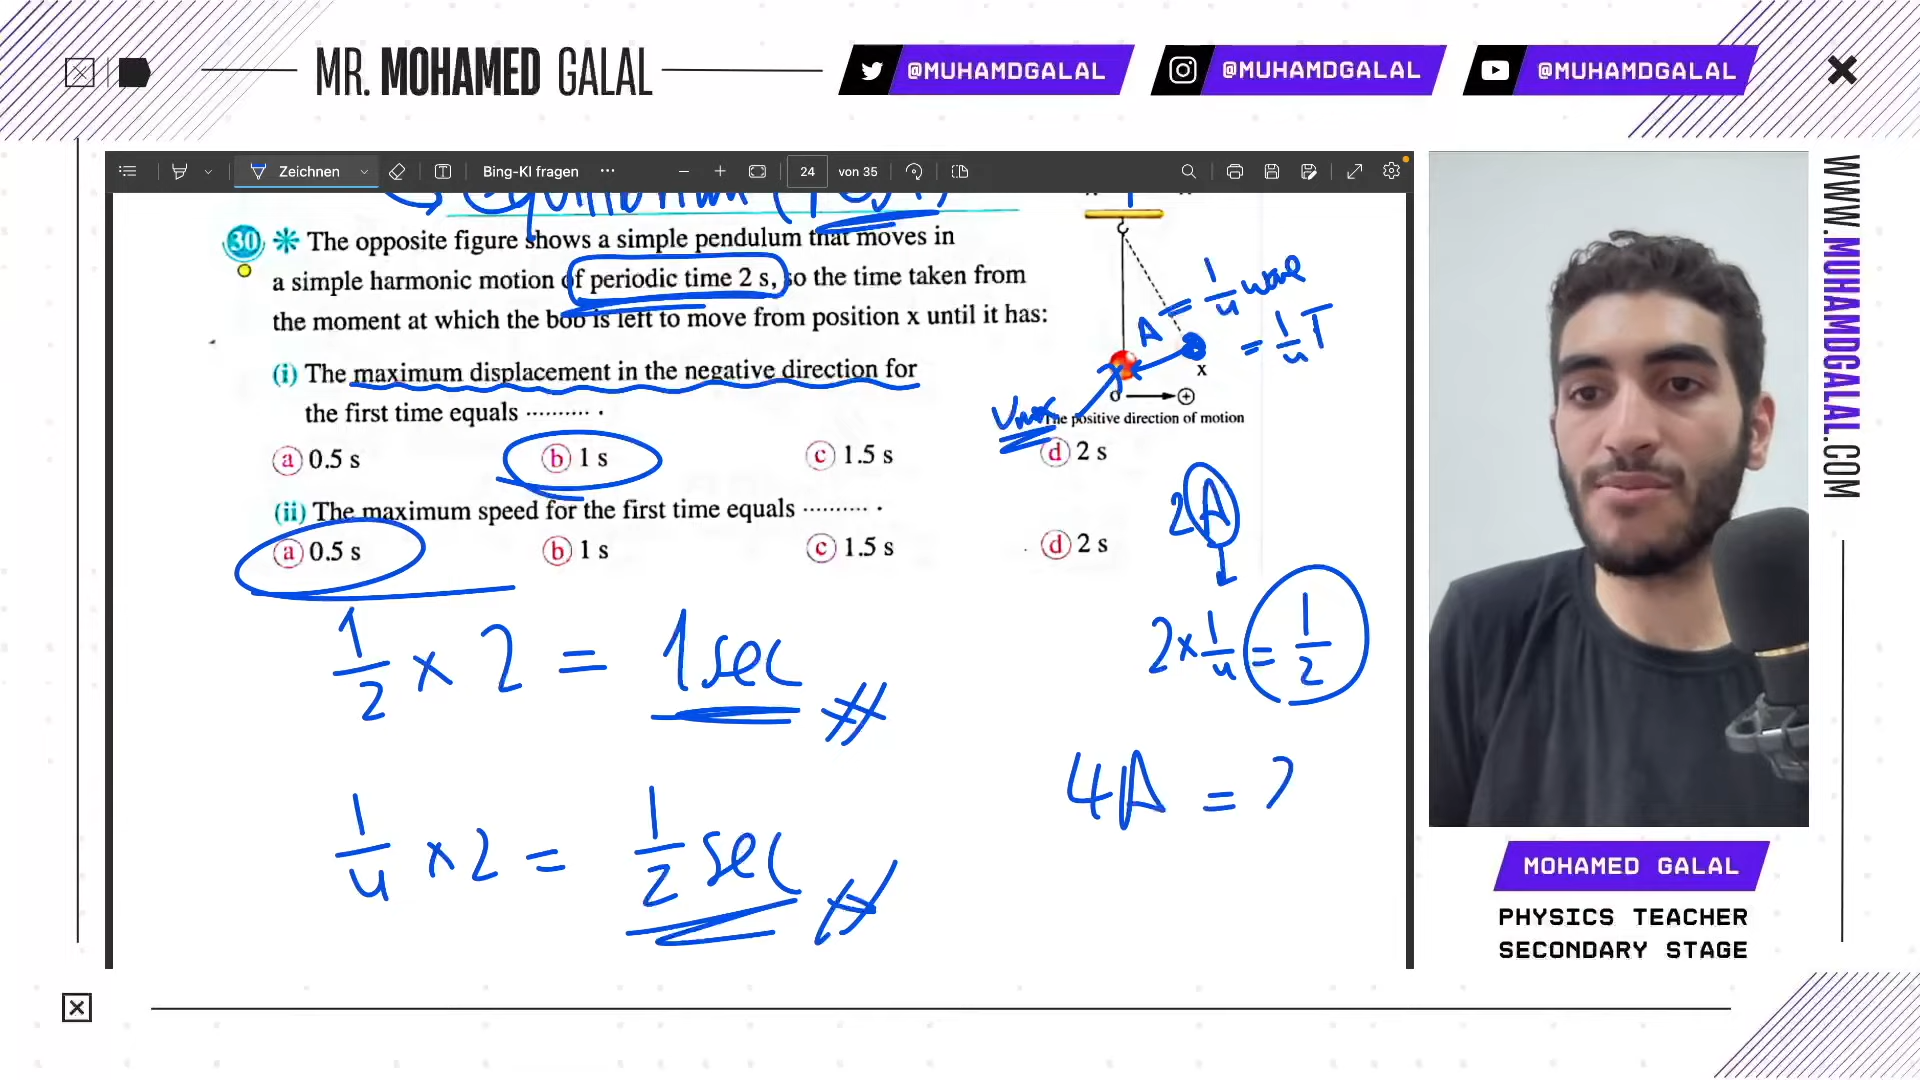 MR. MOHAMED GALAL
@MUHAMDGALAL
@MUHAMDGALAL
@MUHAMDGALAL
Zeichnen
Bing-KI fragen
24 von 35
equilibrium (rest)
30 * The opposite figure shows a simple pendulum that moves in
a simple harmonic motion of periodic time 2 s, so the time taken from
the moment at which the bob is left to move from position x until it has:
(i) The maximum displacement in the negative direction for
the first time equals .......... .
a 0.5 s b 1 s c 1.5 s d 2 s
(ii) The maximum speed for the first time equals .......... .
a 0.5 s b 1 s c 1.5 s d 2 s
A = 1/4 wave
= 1/4 T
x
o
+
The positive direction of motion
Vmax
2A
2 x 1/4 = 1/2
1/2 x 2 = 1 sec #
4A =
1/4 x 2 = 1/2 sec #
WWW.MUHAMDGALAL.COM
MOHAMED GALAL
PHYSICS TEACHER
SECONDARY STAGE